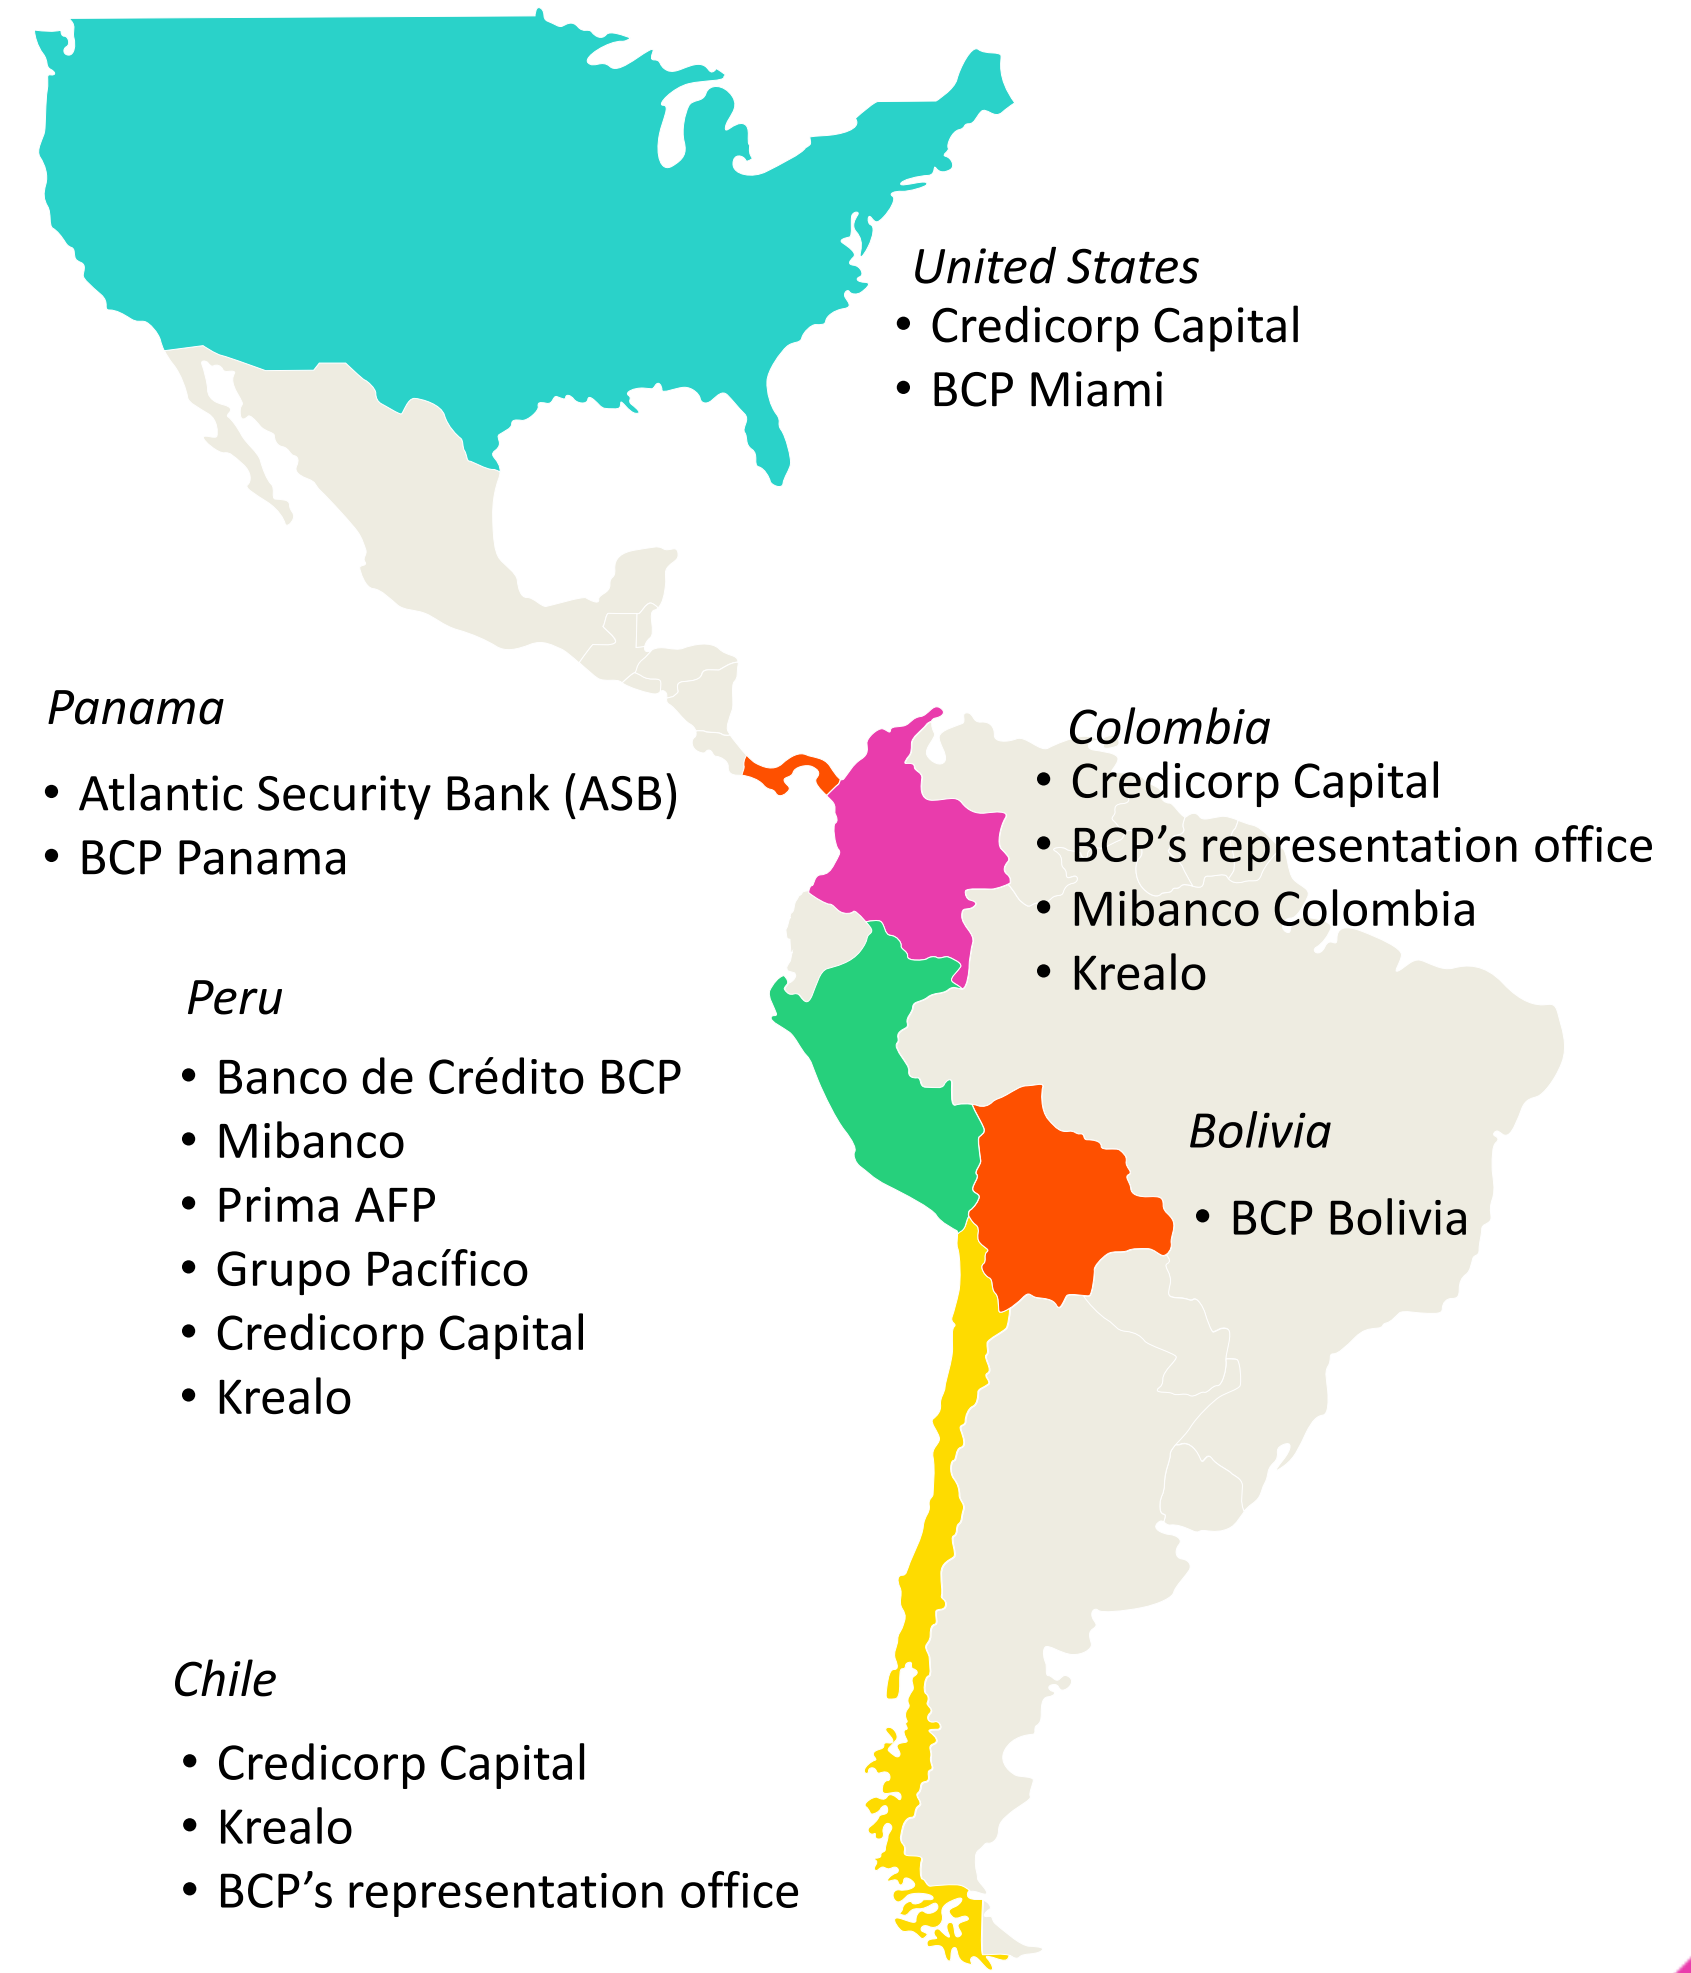 United States
• Credicorp Capital
• BCP Miami
Panama
• Atlantic Security Bank (ASB)
• BCP Panama
Colombia
• Credicorp Capital
• BCP’s representation office
• Mibanco Colombia
• Krealo
Peru
• Banco de Crédito BCP
• Mibanco
• Prima AFP
• Grupo Pacífico
• Credicorp Capital
• Krealo
Bolivia
• BCP Bolivia
Chile
• Credicorp Capital
• Krealo
• BCP’s representation office